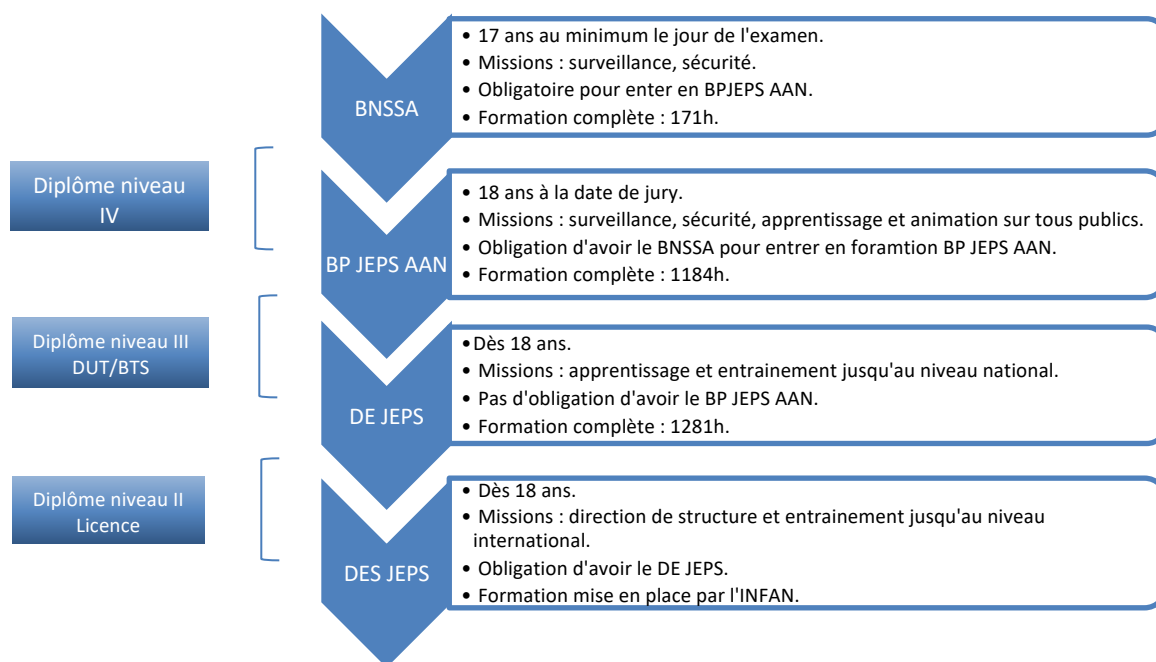 • 17 ans au minimum le jour de l'examen.
• Missions : surveillance, sécurité.
• Obligatoire pour enter en BPJEPS AAN.
• Formation complète : 171h.
BNSSA
Diplôme niveau
IV
• 18 ans à la date de jury.
• Missions : surveillance, sécurité, apprentissage et animation sur tous publics.
• Obligation d'avoir le BNSSA pour entrer en foramtion BP JEPS AAN.
• Formation complète : 1184h.
BP JEPS AAN
Diplôme niveau III
DUT/BTS
•Dès 18 ans.
• Missions : apprentissage et entrainement jusqu'au niveau national.
• Pas d'obligation d'avoir le BP JEPS AAN.
• Formation complète : 1281h.
DE JEPS
Diplôme niveau II
Licence
• Dès 18 ans.
• Missions : direction de structure et entrainement jusqu'au niveau
international.
• Obligation d'avoir le DE JEPS.
• Formation mise en place par l'INFAN.
DES JEPS